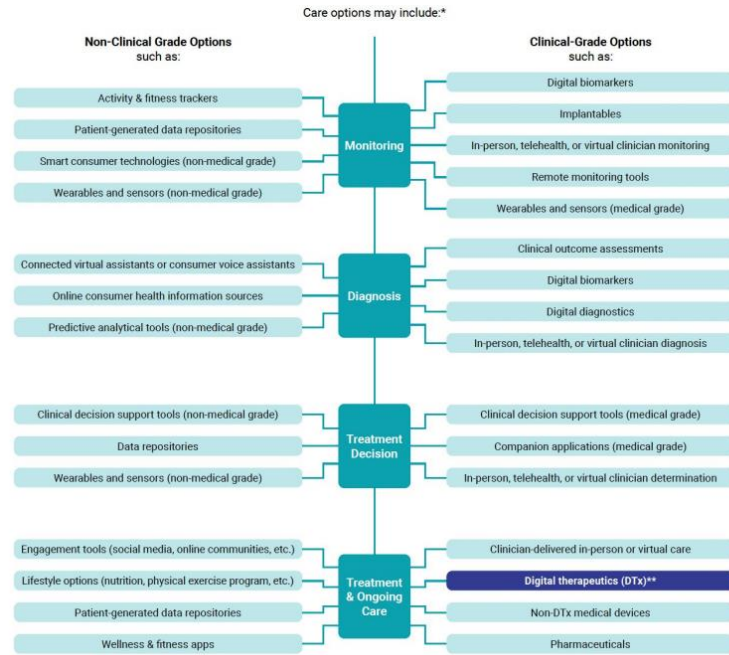 Care options may include:*
Non-Clinical Grade Options
such as:
Clinical-Grade Options
such as:
Activity & fitness trackers
Patient-generated data repositories
Smart consumer technologies (non-medical grade)
Wearables and sensors (non-medical grade)
Monitoring
Digital biomarkers
Implantables
In-person, telehealth, or virtual clinician monitoring
Remote monitoring tools
Wearables and sensors (medical grade)
Connected virtual assistants or consumer voice assistants
Online consumer health information sources
Predictive analytical tools (non-medical grade)
Diagnosis
Clinical outcome assessments
Digital biomarkers
Digital diagnostics
In-person, telehealth, or virtual clinician diagnosis
Clinical decision support tools (non-medical grade)
Data repositories
Wearables and sensors (non-medical grade)
Treatment
Decision
Clinical decision support tools (medical grade)
Companion applications (medical grade)
In-person, telehealth, or virtual clinician determination
Engagement tools (social media, online communities, etc.)
Lifestyle options (nutrition, physical exercise program, etc.)
Patient-generated data repositories
Wellness & fitness apps
Treatment
& Ongoing
Care
Clinician-delivered in-person or virtual care
Digital therapeutics (DTx)**
Non-DTx medical devices
Pharmaceuticals